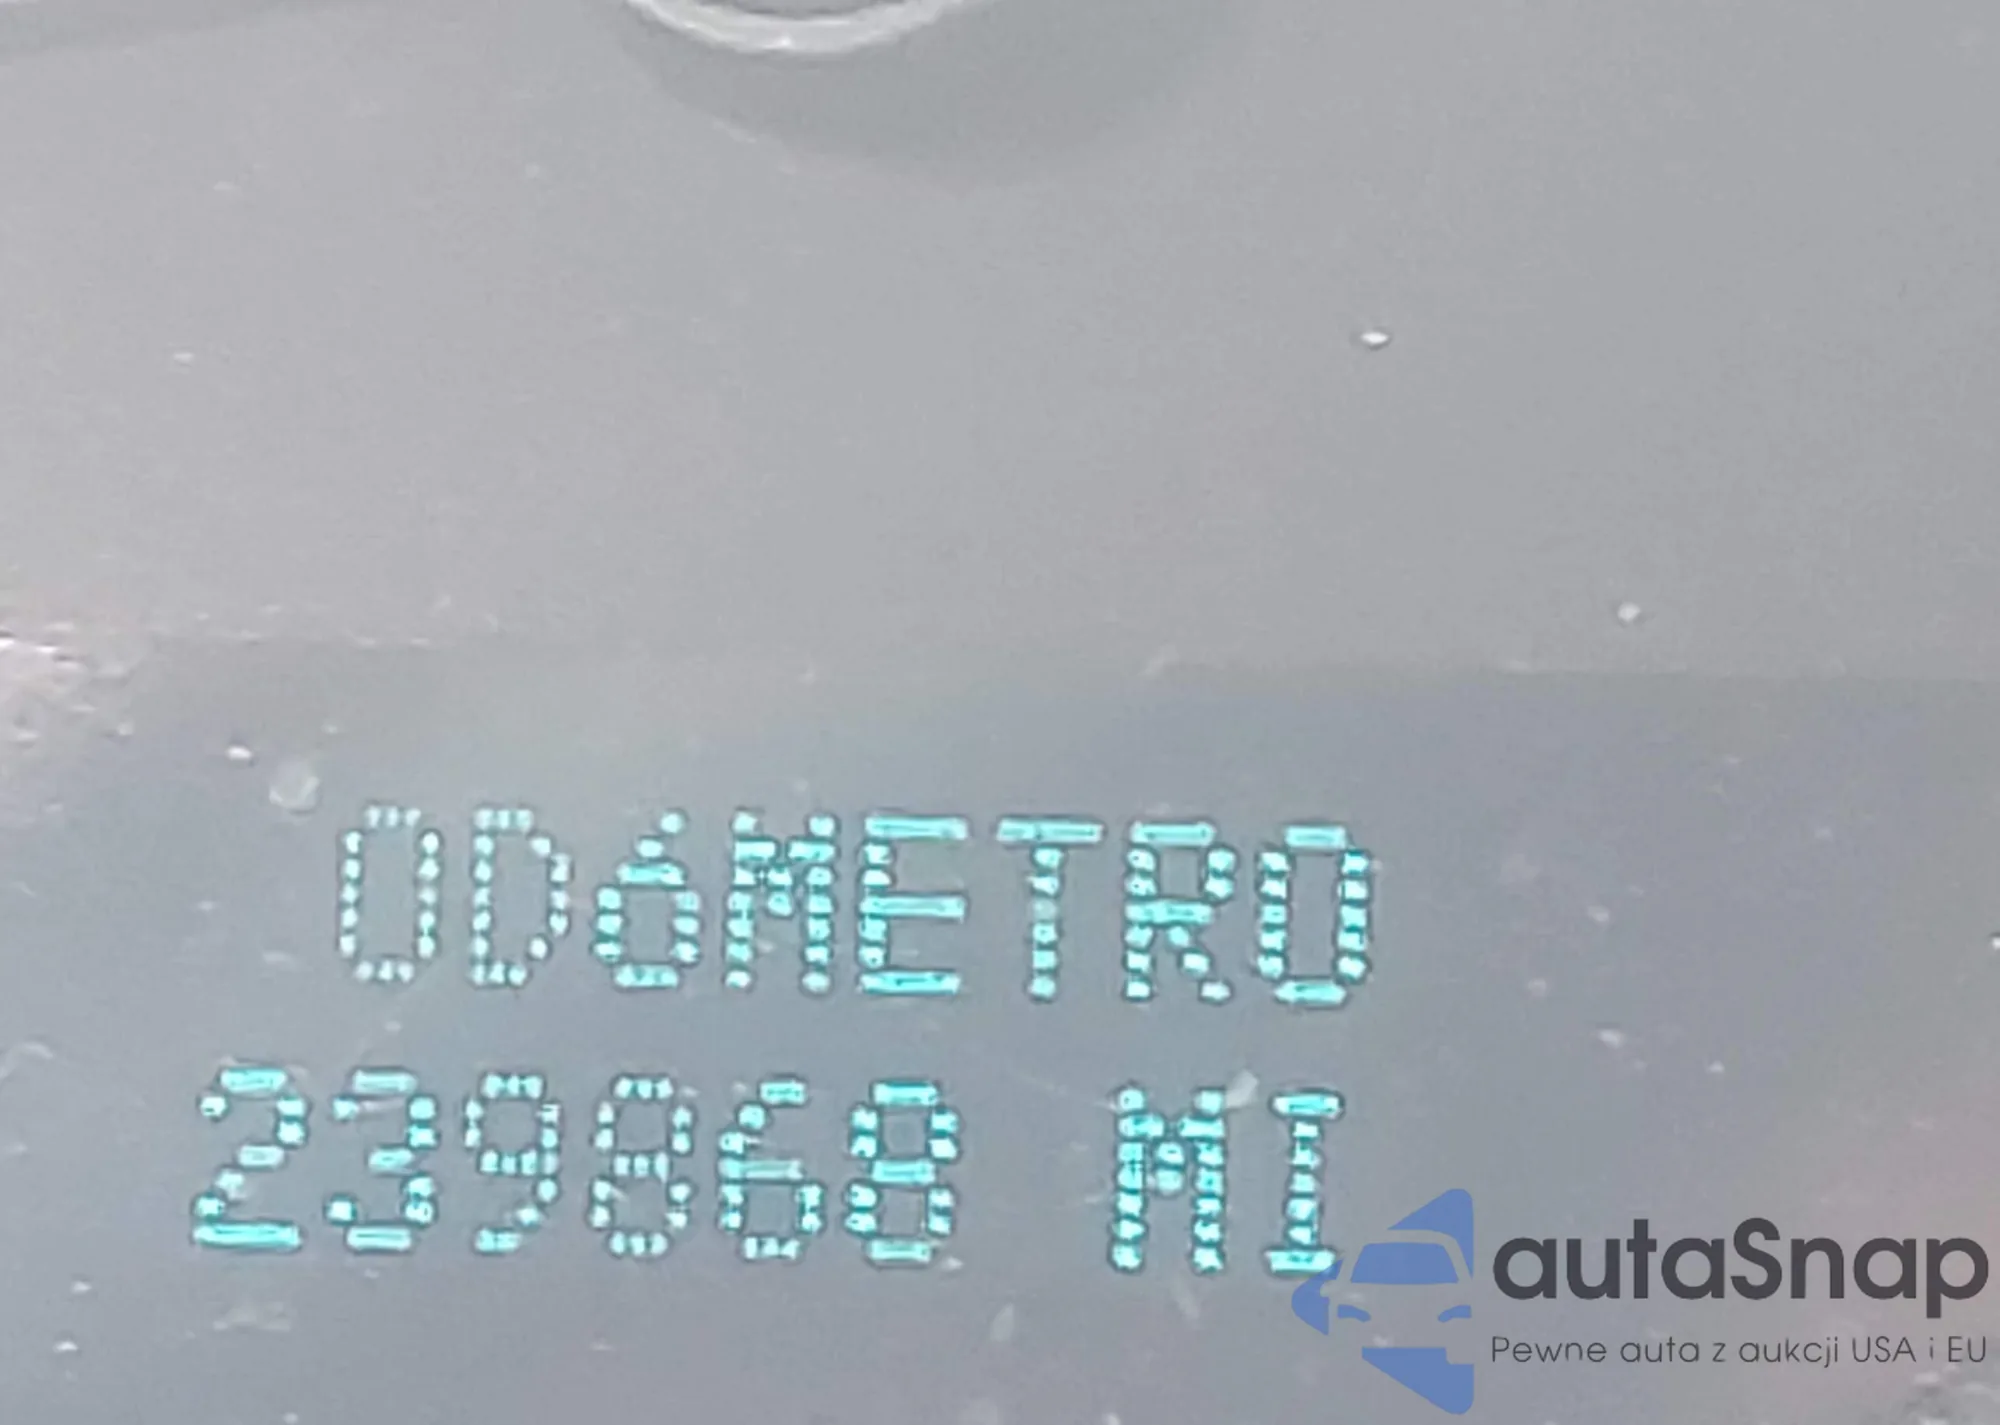 ODóMETRO
239868 MI
autaSnap
Pewne auta z aukcji USA i EU